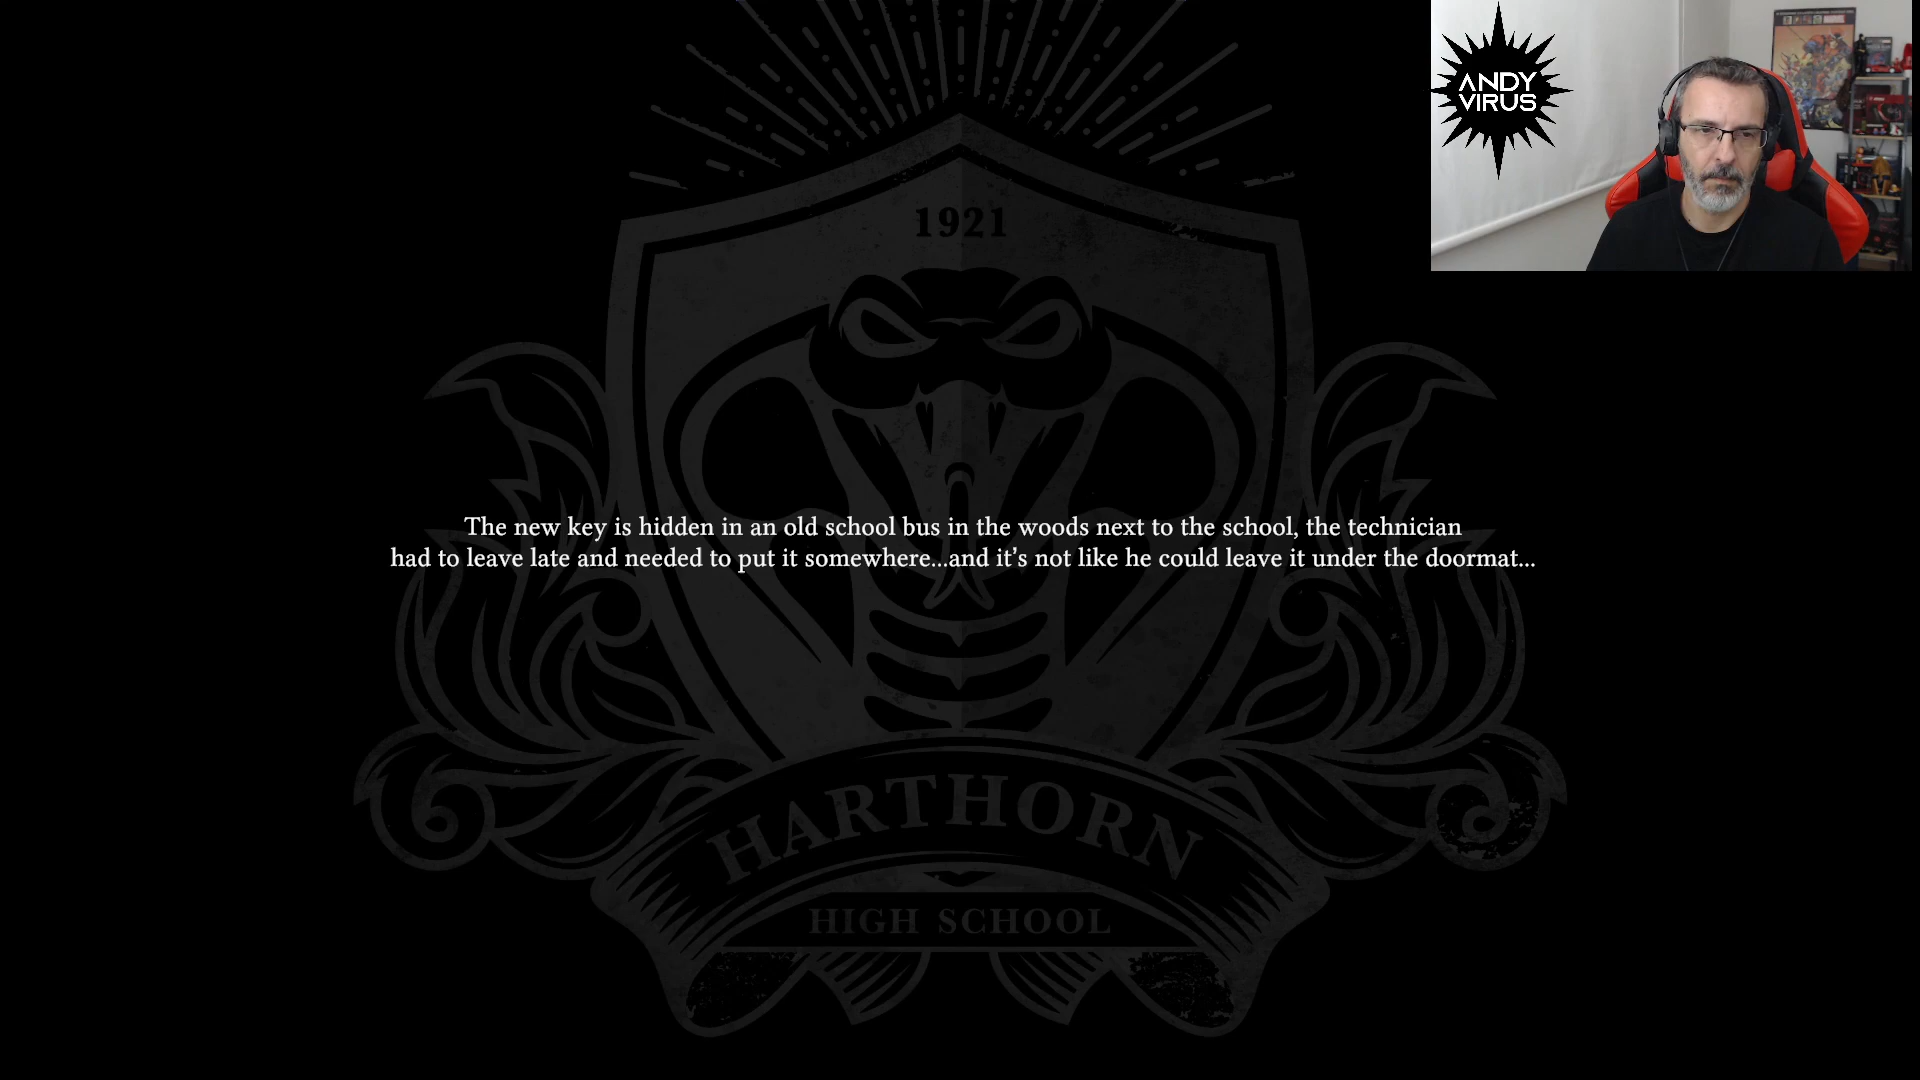 ANDY
VIRUS
1921
The new key is hidden in an old school bus in the woods next to the school, the technician
had to leave late and needed to put it somewhere...and it’s not like he could leave it under the doormat...
HARTHORN
HIGH SCHOOL